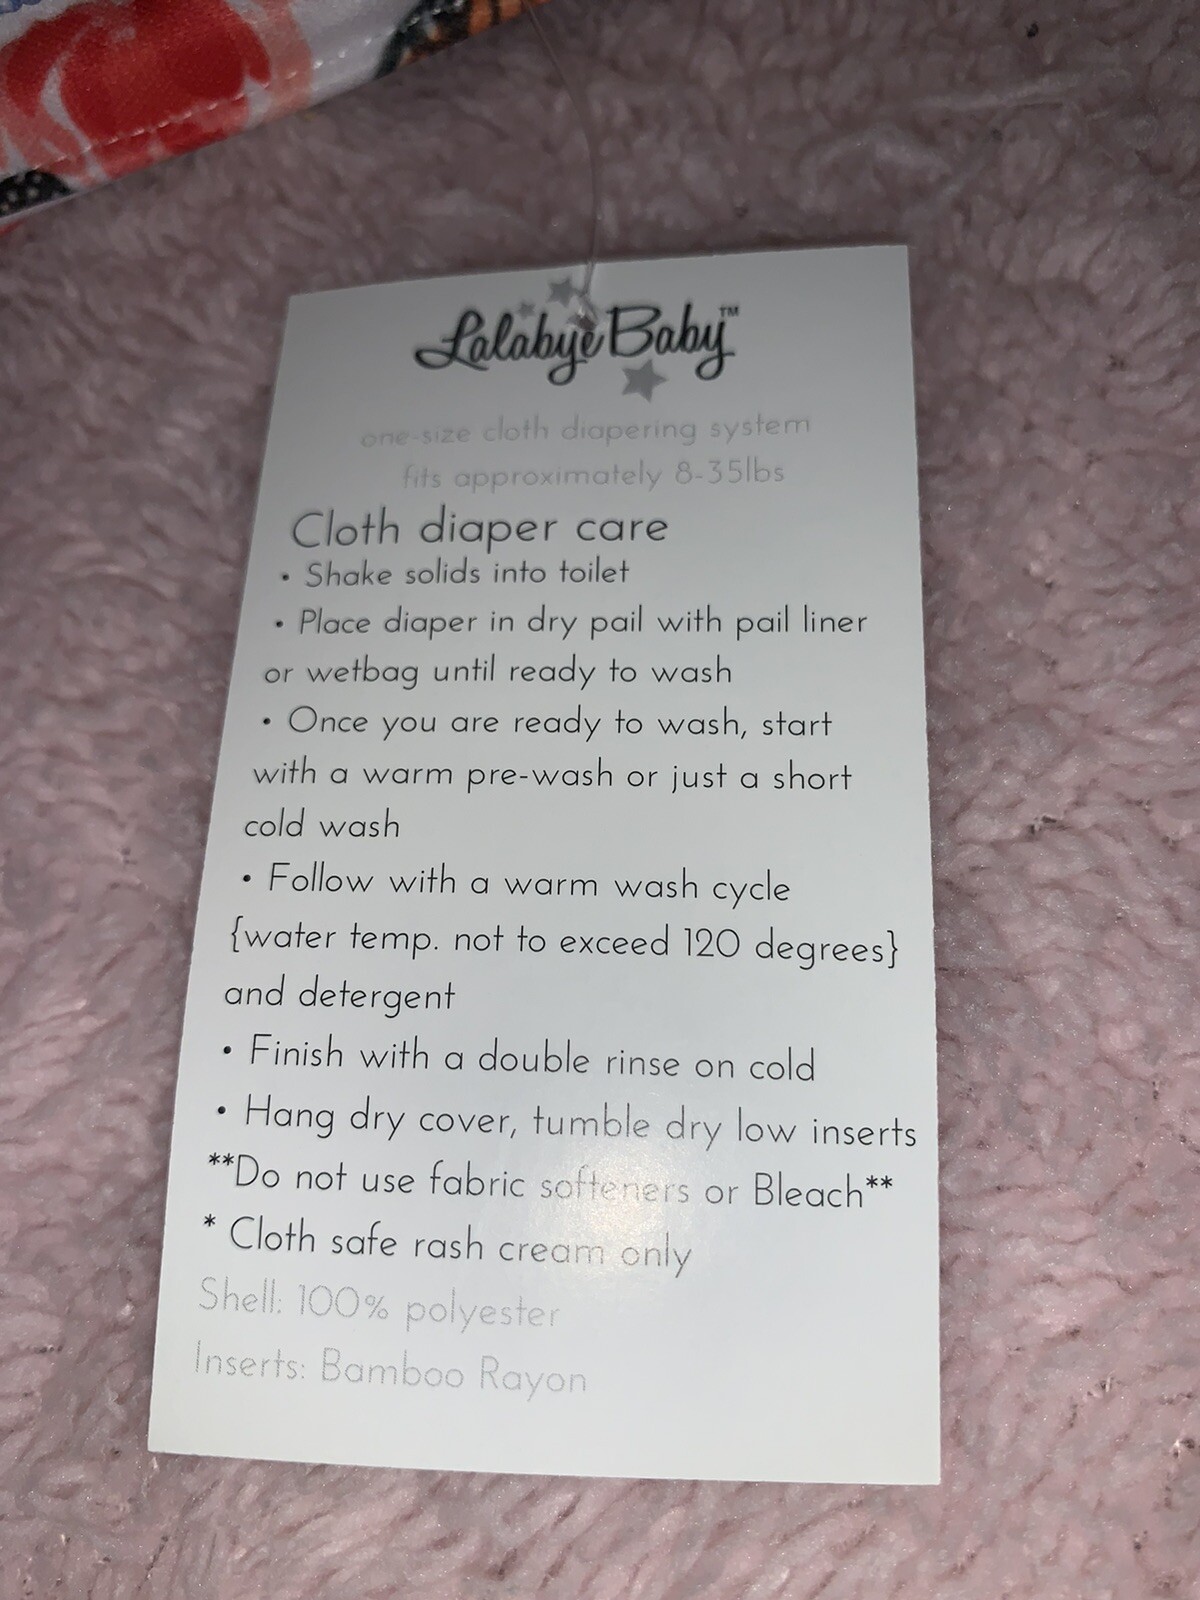 Lalabye Baby™
one-size cloth diapering system
fits approximately 8-35lbs
Cloth diaper care
• Shake solids into toilet
• Place diaper in dry pail with pail liner
or wetbag until ready to wash
• Once you are ready to wash, start
with a warm pre-wash or just a short
cold wash
• Follow with a warm wash cycle
{water temp. not to exceed 120 degrees}
and detergent
• Finish with a double rinse on cold
• Hang dry cover, tumble dry low inserts
**Do not use fabric softeners or Bleach**
* Cloth safe rash cream only
Shell: 100% polyester
Inserts: Bamboo Rayon